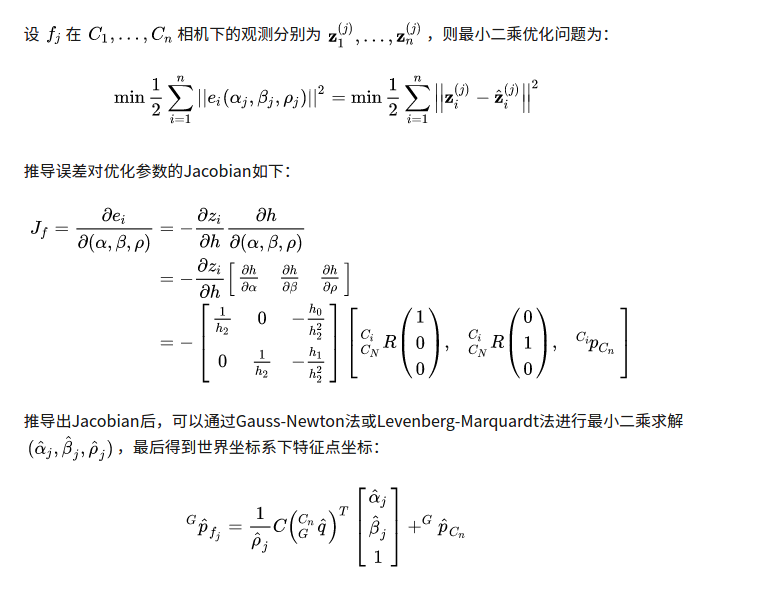 设 $f_j$ 在 $C_1, \ldots, C_n$ 相机下的观测分别为 $\mathbf{z}_1^{(j)}, \ldots, \mathbf{z}_n^{(j)}$ ，则最小二乘优化问题为：
$\min \frac{1}{2} \sum_{i=1}^{n} ||e_i(\alpha_j, \beta_j, \rho_j)||^2 = \min \frac{1}{2} \sum_{i=1}^{n} \left|\left| \mathbf{z}_i^{(j)} - \hat{\mathbf{z}}_i^{(j)} \right|\right|^2$
推导误差对优化参数的Jacobian如下：
$J_f = \frac{\partial e_i}{\partial(\alpha, \beta, \rho)} = -\frac{\partial z_i}{\partial h} \frac{\partial h}{\partial(\alpha, \beta, \rho)}$
$= -\frac{\partial z_i}{\partial h} \begin{bmatrix} \frac{\partial h}{\partial \alpha} & \frac{\partial h}{\partial \beta} & \frac{\partial h}{\partial \rho} \end{bmatrix}$
$= -\begin{bmatrix} \frac{1}{h_2} & 0 & -\frac{h_0}{h_2^2} \\ 0 & \frac{1}{h_2} & -\frac{h_1}{h_2^2} \end{bmatrix} \begin{bmatrix} {}^{C_i}_{C_N} R \begin{pmatrix} 1 \\ 0 \\ 0 \end{pmatrix}, & {}^{C_i}_{C_N} R \begin{pmatrix} 0 \\ 1 \\ 0 \end{pmatrix}, & {}^{C_i} p_{C_n} \end{bmatrix}$
推导出Jacobian后，可以通过Gauss-Newton法或Levenberg-Marquardt法进行最小二乘求解
$(\hat{\alpha}_j, \hat{\beta}_j, \hat{\rho}_j)$ ，最后得到世界坐标系下特征点坐标：
${}^G \hat{p}_{f_j} = \frac{1}{\hat{\rho}_j} C \left( {}^{C_n}_{G} \hat{q} \right)^T \begin{bmatrix} \hat{\alpha}_j \\ \hat{\beta}_j \\ 1 \end{bmatrix} + {}^G \hat{p}_{C_n}$